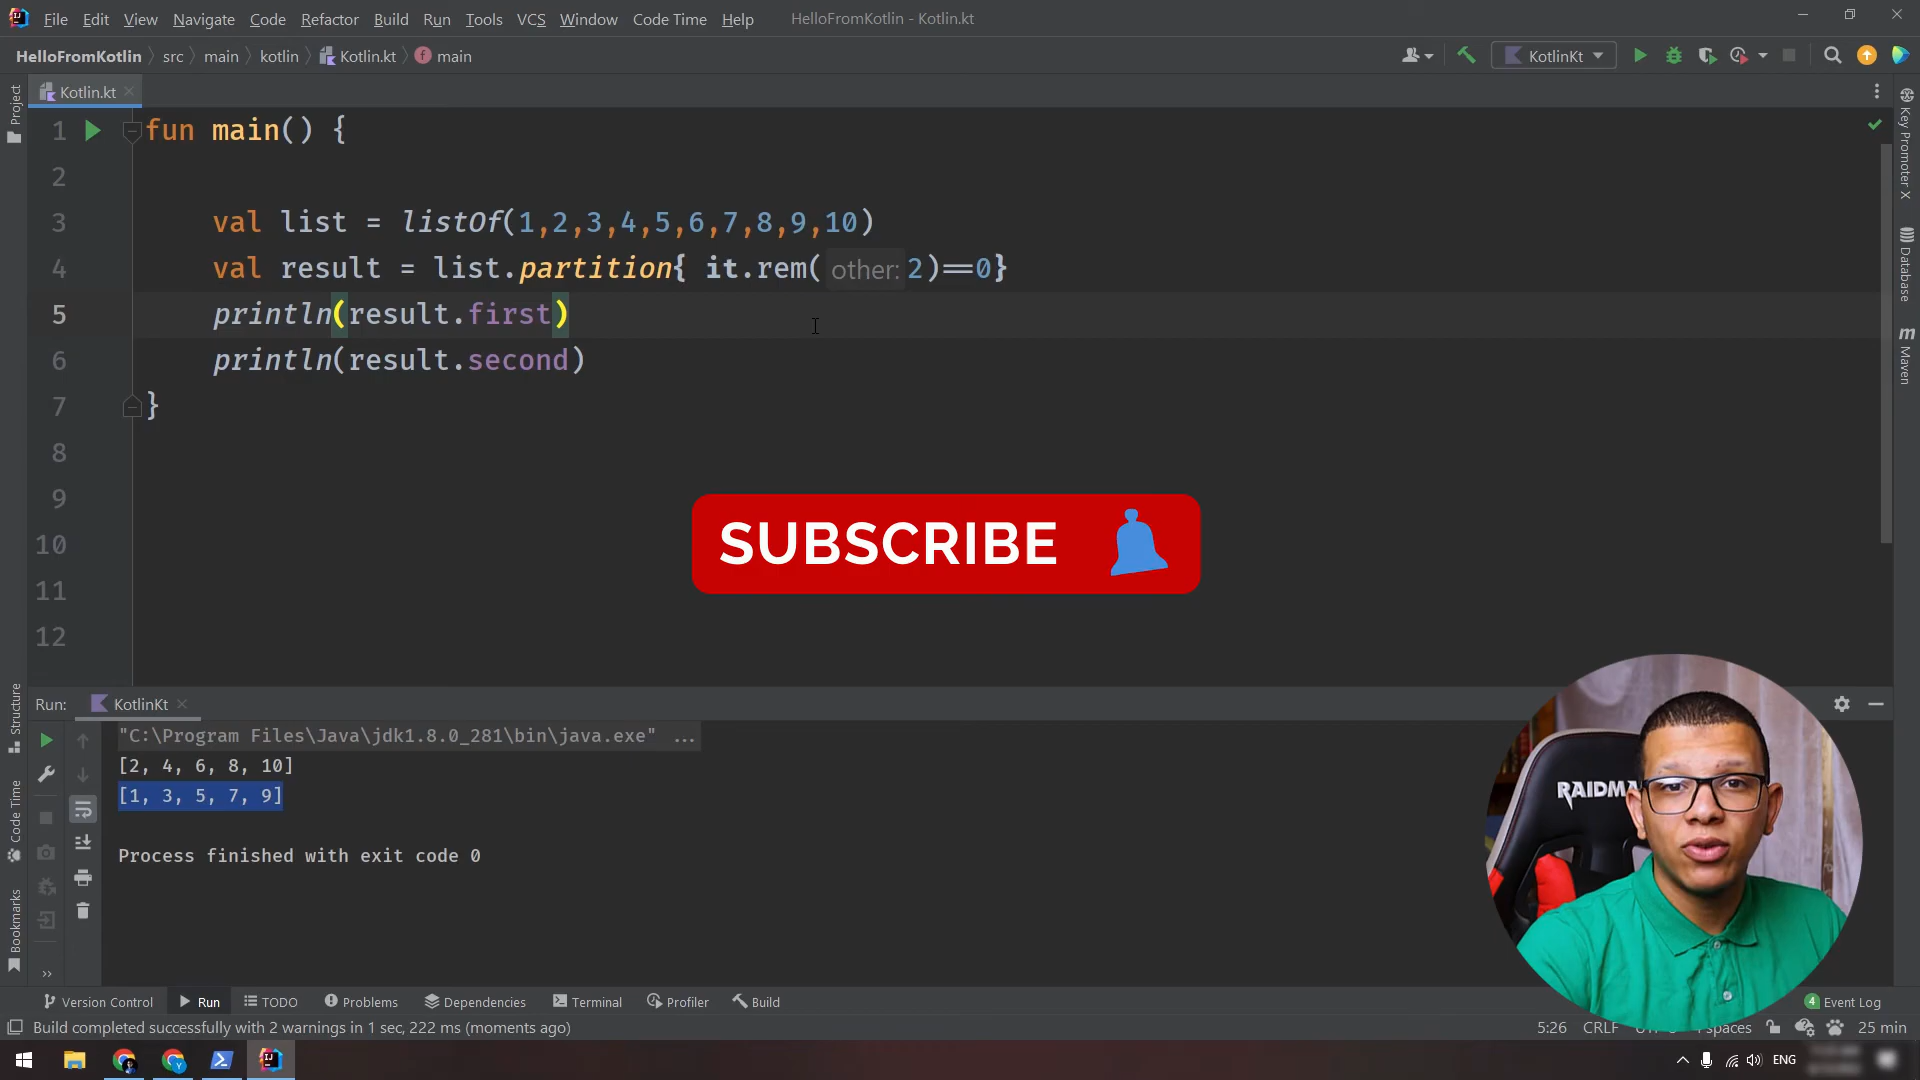 File Edit View Navigate Code Refactor Build Run Tools VCS Window Code Time Help HelloFromKotlin - Kotlin.kt
HelloFromKotlin src main kotlin Kotlin.kt main KotlinKt
Project
Kotlin.kt
1 fun main() {
2
3 val list = listOf(1,2,3,4,5,6,7,8,9,10)
4 val result = list.partition{ it.rem( other: 2)==0}
5 println(result.first)
6 println(result.second)
7 }
8
9
10
11
12
SUBSCRIBE
Key Promoter X
Database
Maven
Structure
Code Time
Bookmarks
Run: KotlinKt
"C:\Program Files\Java\jdk1.8.0_281\bin\java.exe" ...
[2, 4, 6, 8, 10]
[1, 3, 5, 7, 9]
Process finished with exit code 0
RAIDMA
Version Control Run TODO Problems Dependencies Terminal Profiler Build 4 Event Log
Build completed successfully with 2 warnings in 1 sec, 222 ms (moments ago) 5:26 CRLF spaces 25 min
ENG